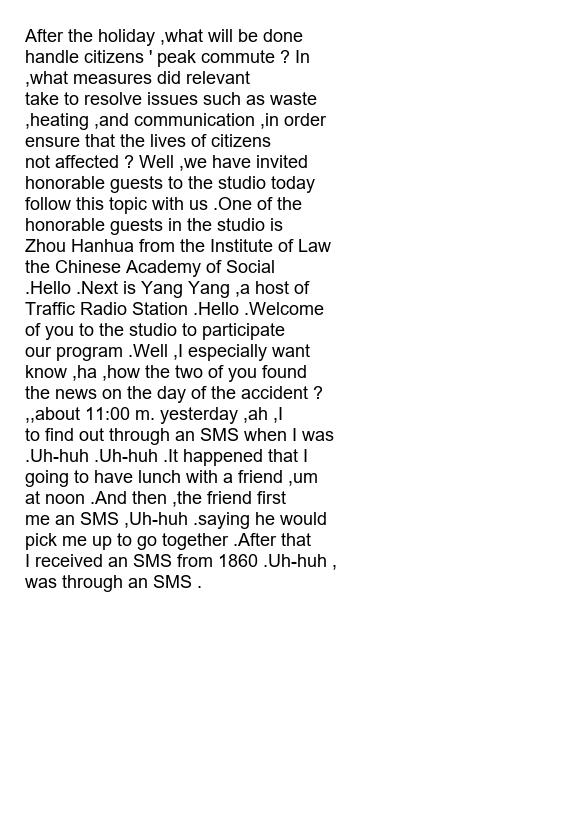 After the holiday ,what will be done
handle citizens ' peak commute ? In
,what measures did relevant
take to resolve issues such as waste
,heating ,and communication ,in order
ensure that the lives of citizens
not affected ? Well ,we have invited
honorable guests to the studio today
follow this topic with us .One of the
honorable guests in the studio is
Zhou Hanhua from the Institute of Law
the Chinese Academy of Social
.Hello .Next is Yang Yang ,a host of
Traffic Radio Station .Hello .Welcome
of you to the studio to participate
our program .Well ,I especially want
know ,ha ,how the two of you found
the news on the day of the accident ?
,,about 11:00 m. yesterday ,ah ,I
to find out through an SMS when I was
.Uh-huh .Uh-huh .It happened that I
going to have lunch with a friend ,um
at noon .And then ,the friend first
me an SMS ,Uh-huh .saying he would
pick me up to go together .After that
I received an SMS from 1860 .Uh-huh ,
was through an SMS .